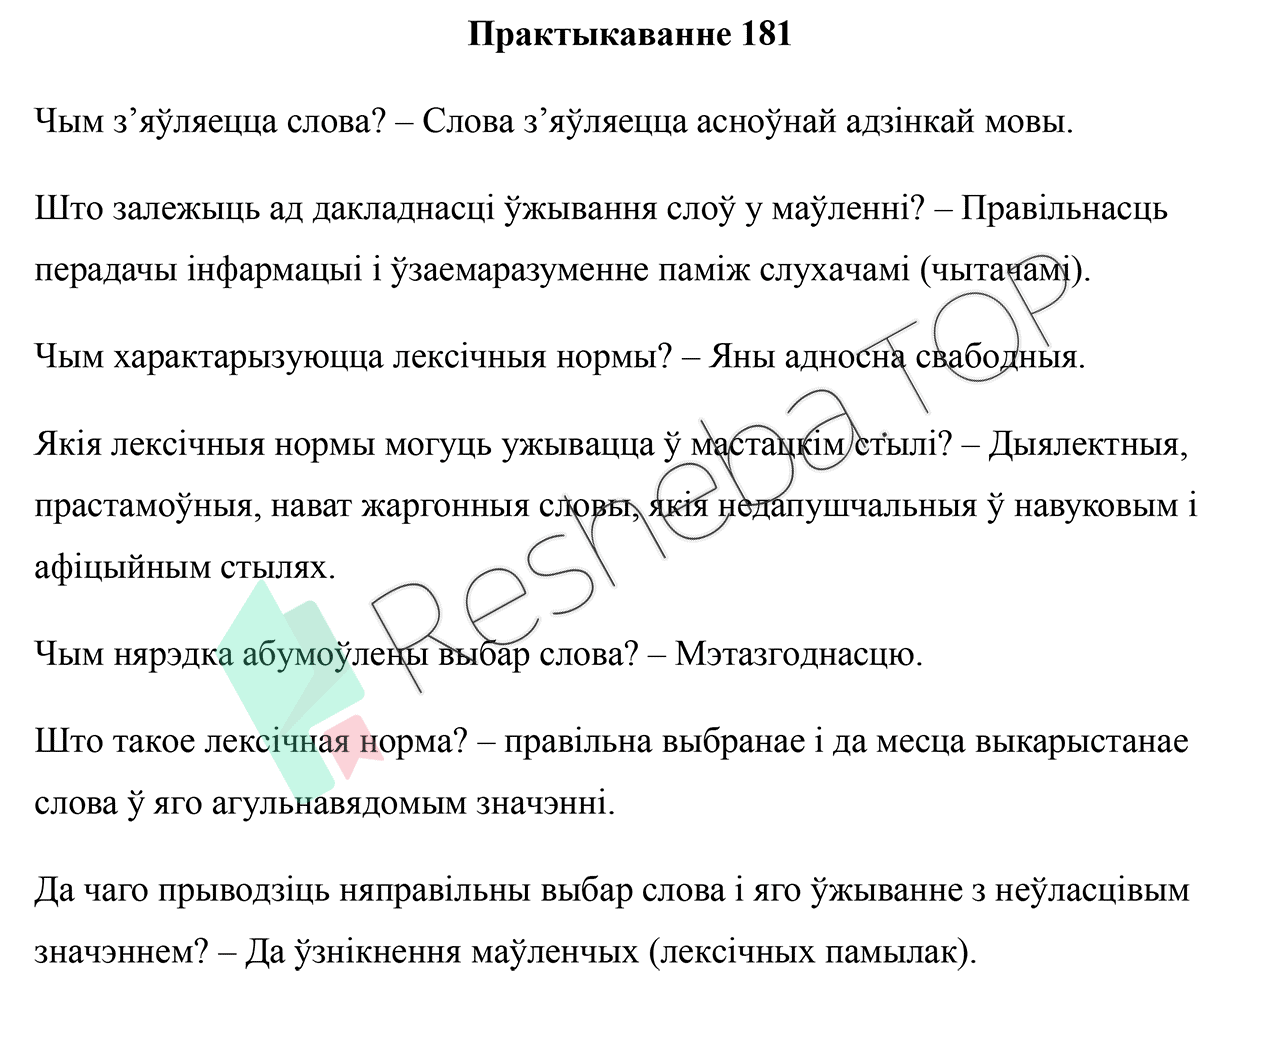 Практыкаванне 181
Чым з’яўляецца слова? – Слова з’яўляецца асноўнай адзінкай мовы.
Што залежыць ад дакладнасці ўжывання слоў у маўленні? – Правільнасць
перадачы інфармацыі і ўзаемаразуменне паміж слухачамі (чытачамі).
Чым характарызуюцца лексічныя нормы? – Яны адносна свабодныя.
Якія лексічныя нормы могуць ужывацца ў мастацкім стылі? – Дыялектныя,
прастамоўныя, нават жаргонныя словы, якія недапушчальныя ў навуковым і
афіцыйным стылях.
Чым нярэдка абумоўлены выбар слова? – Мэтазгоднасцю.
Што такое лексічная норма? – правільна выбранае і да месца выкарыстанае
слова ў яго агульнавядомым значэнні.
Да чаго прыводзіць няправільны выбар слова і яго ўжыванне з неўласцівым
значэннем? – Да ўзнікнення маўленчых (лексічных памылак).
Resheba.TOP